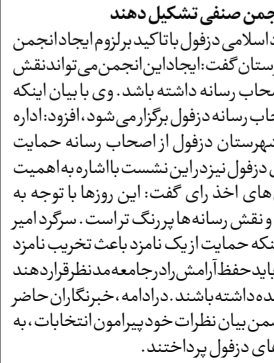 جمن صنفی تشکیل دهند
داسلامی دزفول با تاکید بر لزوم ایجاد انجمن
رستان گفت: ایجاد این انجمن می‌تواند نقش
صحاب رسانه داشته باشد. وی با بیان اینکه
حاب رسانه دزفول برگزار می‌شود، افزود: اداره
شهرستان دزفول از اصحاب رسانه حمایت
ی دزفول نیز در این نشست با اشاره به اهمیت
های اخذ رای گفت: این روزها با توجه به
و نقش رسانه‌ها پررنگ تر است. سرگرد امیر
نکه حمایت از یک نامزد باعث تخریب نامزد
باید حفظ آرامش را در جامعه مدنظر قرار دهند
ده داشته باشند. در ادامه، خبرنگاران حاضر
ضمن بیان نظرات خود پیرامون انتخابات، به
های دزفول پرداختند.